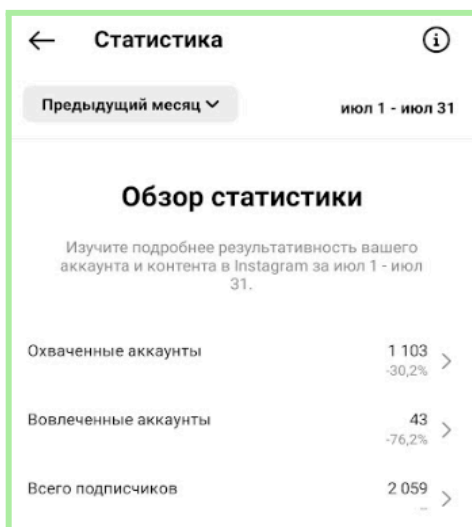 Статистика
Предыдущий месяц
июл 1 - июл 31
Обзор статистики
Изучите подробнее результативность вашего
аккаунта и контента в Instagram за июл 1 - июл
31.
Охваченные аккаунты
1 103
-30,2%
Вовлеченные аккаунты
43
-76,2%
Всего подписчиков
2 059
--